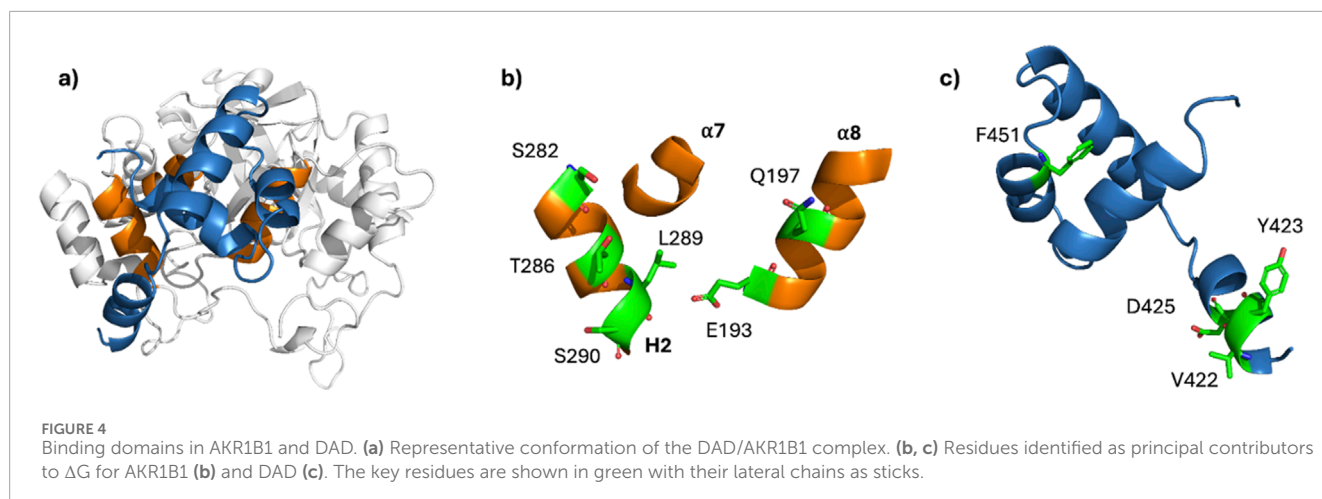 a)
b)
c)
α7
α8
S282
Q197
L289
T286
E193
S290
H2
F451
Y423
D425
V422
FIGURE 4
Binding domains in AKR1B1 and DAD. (a) Representative conformation of the DAD/AKR1B1 complex. (b, c) Residues identified as principal contributors
to ΔG for AKR1B1 (b) and DAD (c). The key residues are shown in green with their lateral chains as sticks.